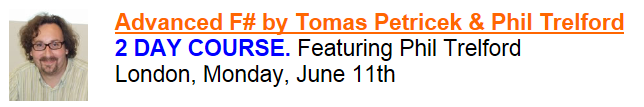 Advanced F# by Tomas Petricek & Phil Trelford
2 DAY COURSE. Featuring Phil Trelford
London, Monday, June 11th